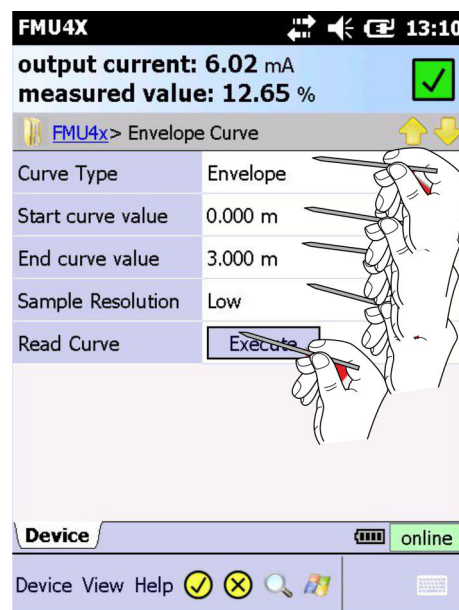 FMU4X 13:10
output current: 6.02 mA
measured value: 12.65 %
FMU4x> Envelope Curve
Curve Type Envelope
Start curve value 0.000 m
End curve value 3.000 m
Sample Resolution Low
Read Curve Execute
Device online
Device View Help